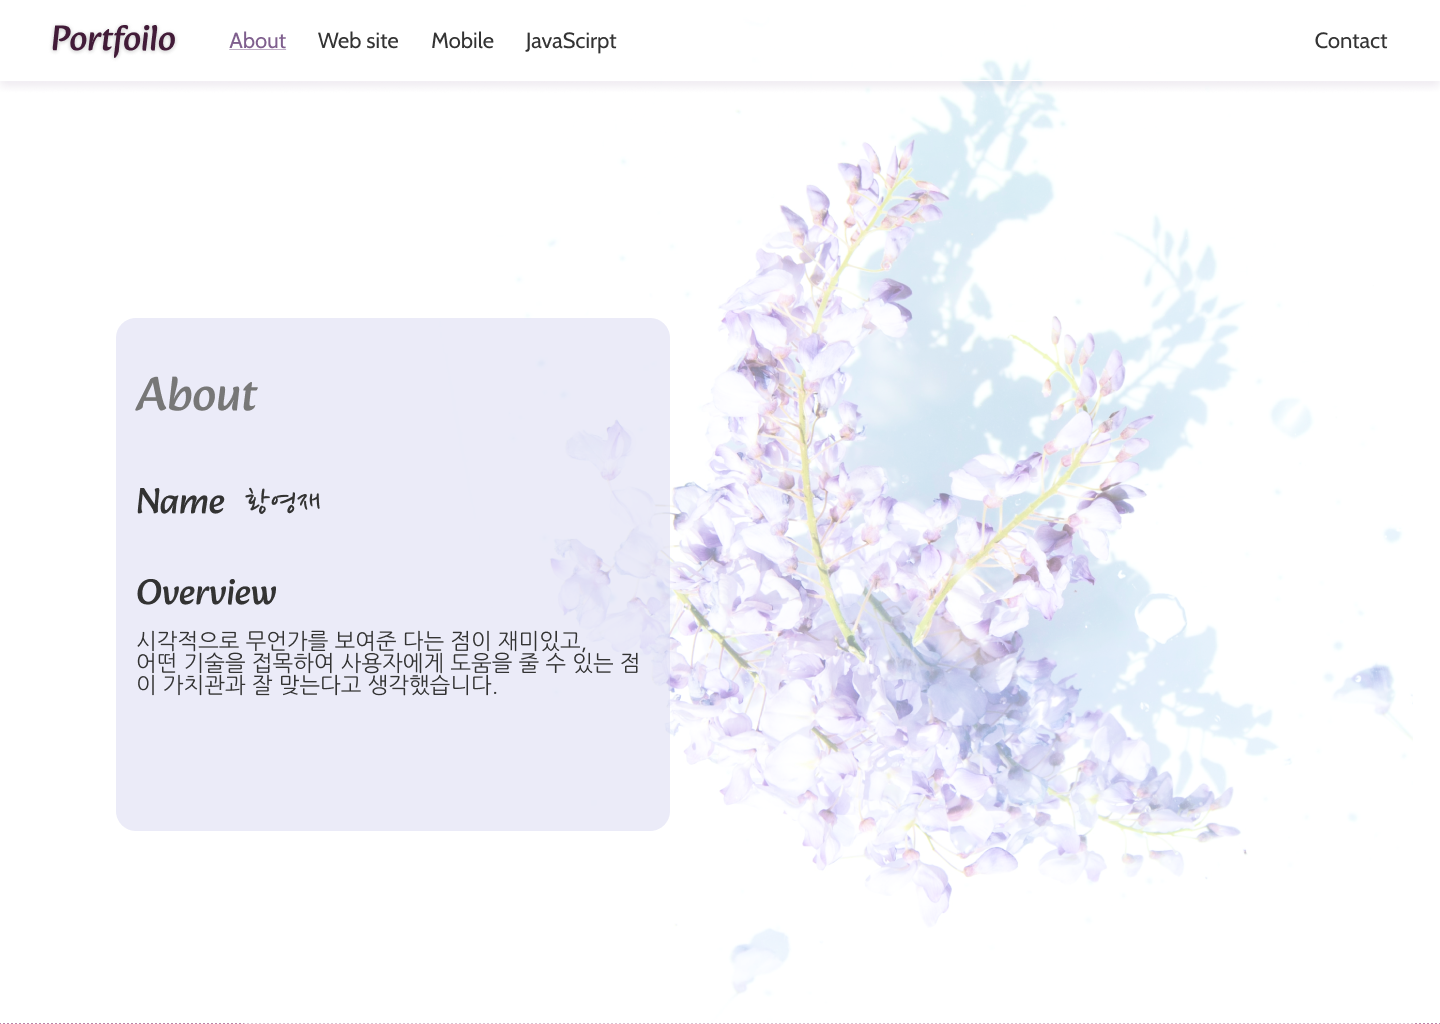 Portfoilo
About
Web site
Mobile
JavaScirpt
Contact
About
Name 황영재
Overview
시각적으로 무언가를 보여준 다는 점이 재미있고,
어떤 기술을 접목하여 사용자에게 도움을 줄 수 있는 점
이 가치관과 잘 맞는다고 생각했습니다.